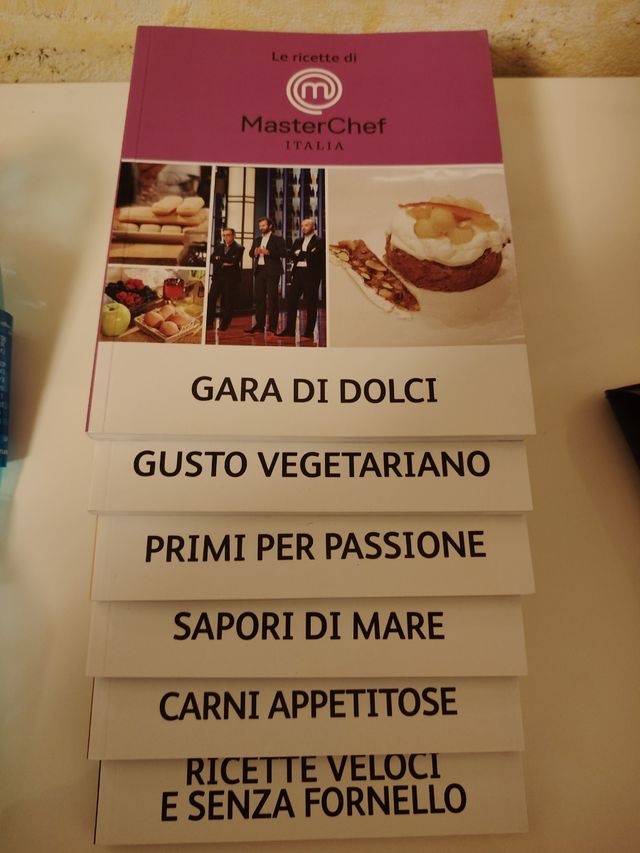 Le ricette di
m
MasterChef
ITALIA
GARA DI DOLCI
GUSTO VEGETARIANO
PRIMI PER PASSIONE
SAPORI DI MARE
CARNI APPETITOSE
RICETTE VELOCI
E SENZA FORNELLO